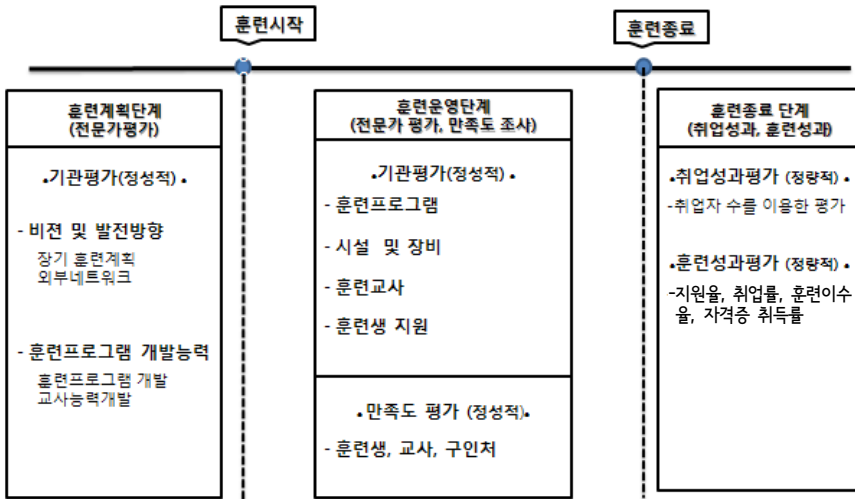 훈련시작
훈련종료
훈련계획단계
(전문가평가)
•기관평가(정성적) •
- 비젼 및 발전방향
장기 훈련계획
외부네트워크
- 훈련프로그램 개발능력
훈련프로그램 개발
교사능력개발
훈련운영단계
(전문가 평가, 만족도 조사)
•기관평가(정성적) •
- 훈련프로그램
- 시설 및 장비
- 훈련교사
- 훈련생 지원
•만족도 평가 (정성적)•
- 훈련생, 교사, 구인처
훈련종료 단계
(취업성과, 훈련성과)
•취업성과평가 (정량적) •
-취업자 수를 이용한 평가
•훈련성과평가 (정량적) •
-지원율, 취업률, 훈련이수
율, 자격증 취득률